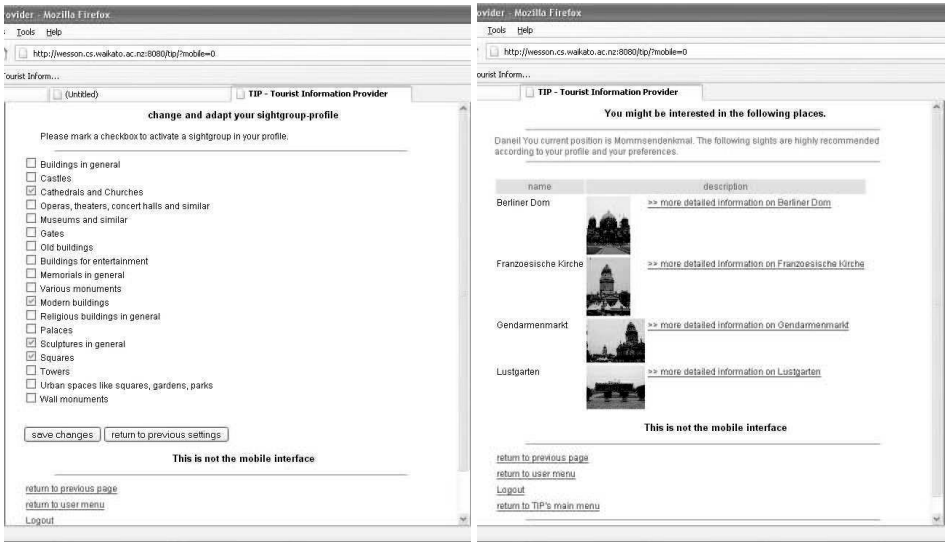 ovider - Mozilla Firefox
Tools Help
http://wesson.cs.waikato.ac.nz:8080/tip/?mobile=0
Tourist Inform...
(Untitled)
TIP - Tourist Information Provider
change and adapt your sightgroup-profile
Please mark a checkbox to activate a sightgroup in your profile.
Buildings in general
Castles
Cathedrals and Churches
Operas, theaters, concert halls and similar
Museums and similar
Gates
Old buildings
Buildings for entertainment
Memorials in general
Various monuments
Modern buildings
Religious buildings in general
Palaces
Sculptures in general
Squares
Towers
Urban spaces like squares, gardens, parks
Wall monuments
save changes return to previous settings
This is not the mobile interface
return to previous page
return to user menu
Logout
ovider - Mozilla Firefox
Tools Help
http://wesson.cs.waikato.ac.nz:8080/tip/?mobile=0
ourist Inform...
TIP - Tourist Information Provider
You might be interested in the following places.
Daniel! You current position is Mommsendenkmal. The following sights are highly recommended
according to your profile and your preferences.
name description
Berliner Dom >> more detailed information on Berliner Dom
Franzoesische Kirche >> more detailed information on Franzoesische Kirche
Gendarmenmarkt >> more detailed information on Gendarmenmarkt
Lustgarten >> more detailed information on Lustgarten
This is not the mobile interface
return to previous page
return to user menu
Logout
return to TIP's main menu